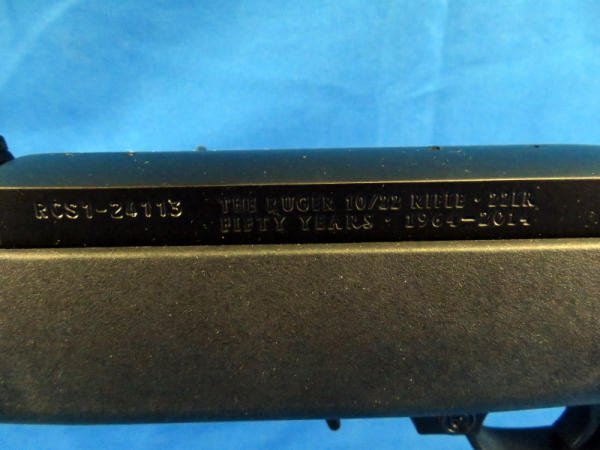 RCS1-24113
THE RUGER 10/22 RIFLE · .22LR
FIFTY YEARS · 1964-2014